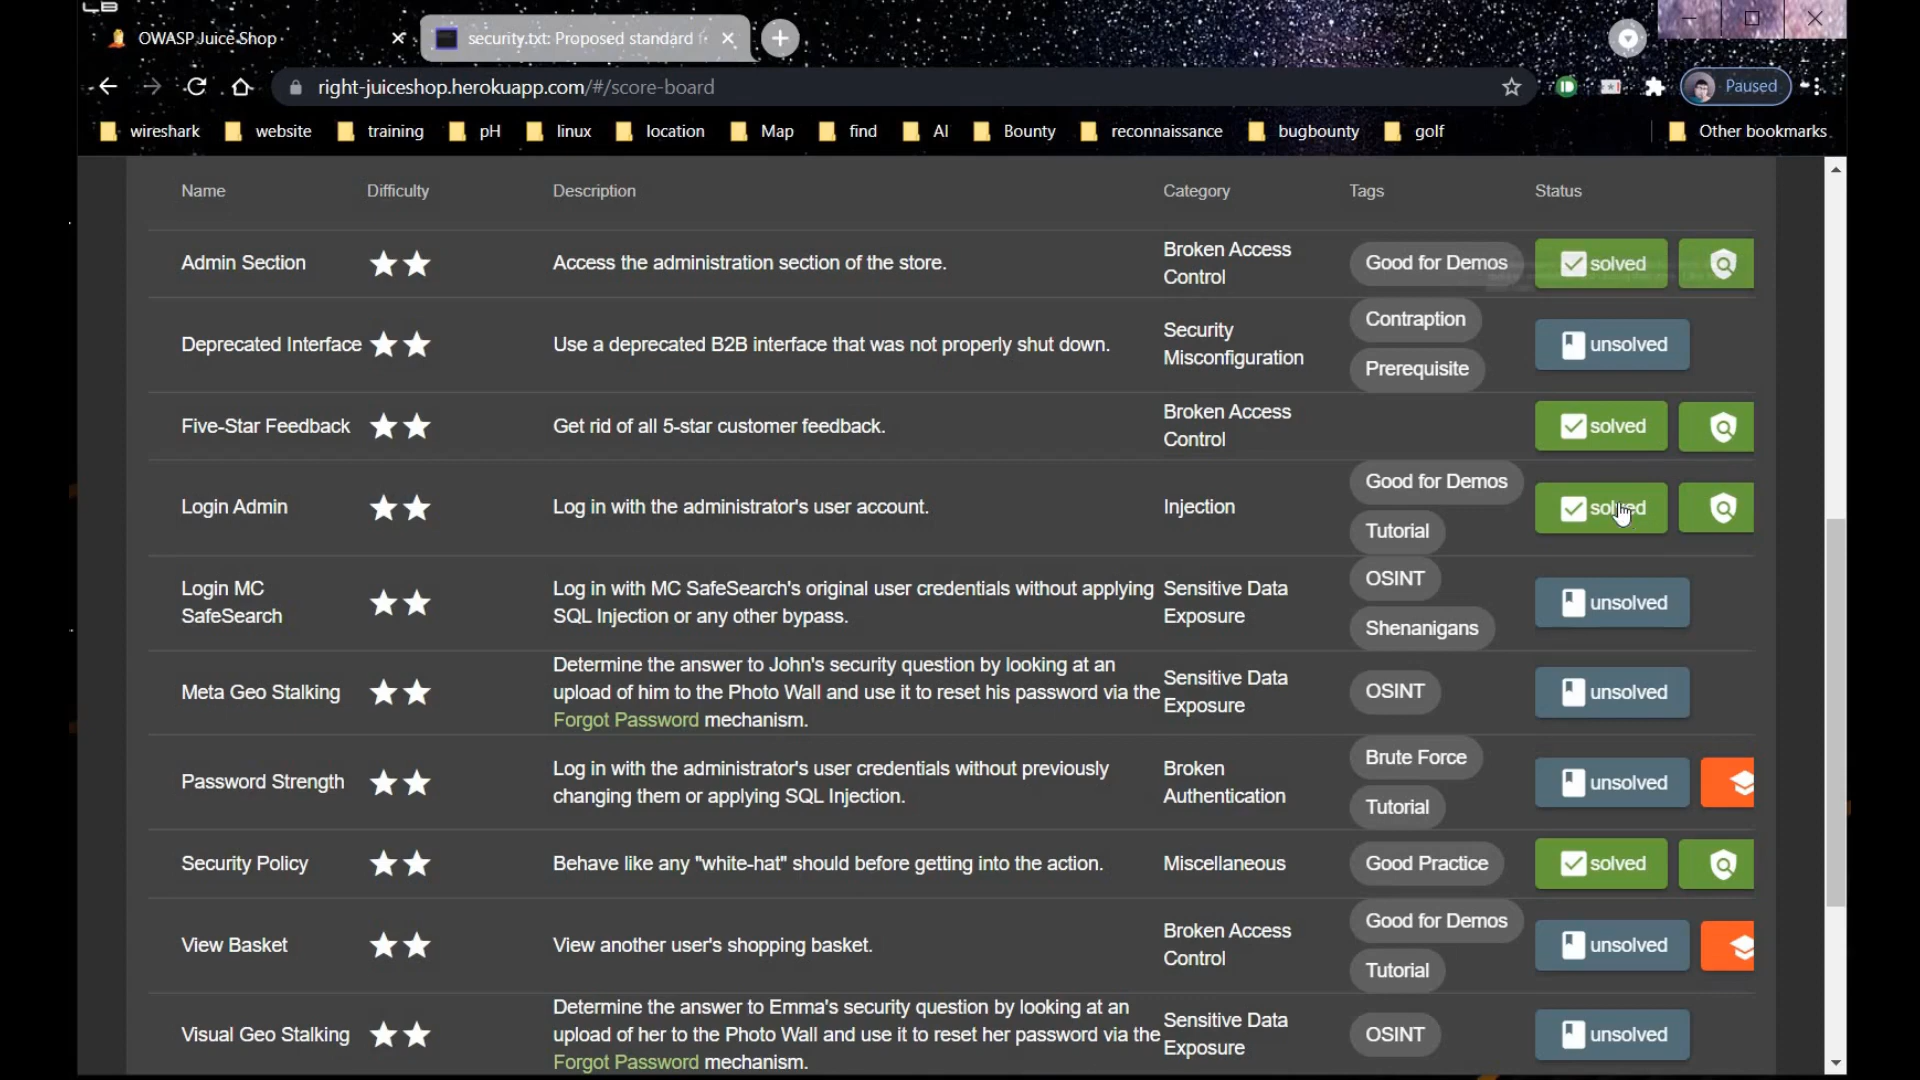 OWASP Juice Shop
security.txt: Proposed standard
right-juiceshop.herokuapp.com/#/score-board
Paused
wireshark website training pH linux location Map find AI Bounty reconnaissance bugbounty golf Other bookmarks
Name Difficulty Description Category Tags Status
Admin Section
Access the administration section of the store.
Broken Access
Control
Good for Demos
solved
Deprecated Interface
Use a deprecated B2B interface that was not properly shut down.
Security
Misconfiguration
Contraption
Prerequisite
unsolved
Five-Star Feedback
Get rid of all 5-star customer feedback.
Broken Access
Control
solved
Login Admin
Log in with the administrator's user account.
Injection
Good for Demos
Tutorial
solved
Login MC
SafeSearch
Log in with MC SafeSearch's original user credentials without applying
SQL Injection or any other bypass.
Sensitive Data
Exposure
OSINT
Shenanigans
unsolved
Meta Geo Stalking
Determine the answer to John's security question by looking at an
upload of him to the Photo Wall and use it to reset his password via the
Forgot Password mechanism.
Sensitive Data
Exposure
OSINT
unsolved
Password Strength
Log in with the administrator's user credentials without previously
changing them or applying SQL Injection.
Broken
Authentication
Brute Force
Tutorial
unsolved
Security Policy
Behave like any "white-hat" should before getting into the action.
Miscellaneous
Good Practice
solved
View Basket
View another user's shopping basket.
Broken Access
Control
Good for Demos
Tutorial
unsolved
Visual Geo Stalking
Determine the answer to Emma's security question by looking at an
upload of her to the Photo Wall and use it to reset her password via the
Forgot Password mechanism.
Sensitive Data
Exposure
OSINT
unsolved